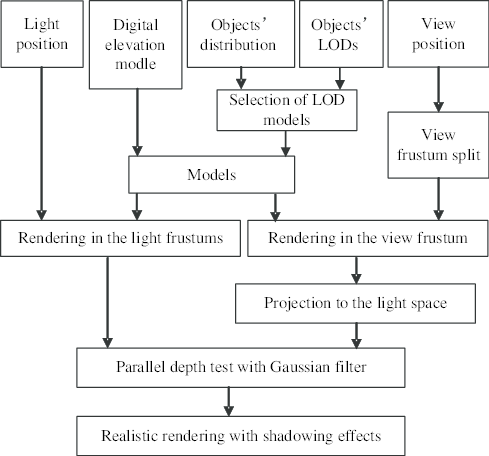 Light
position
Digital
elevation
modle
Objects'
distribution
Objects'
LODs
View
position
Selection of LOD
models
View
frustum split
Models
Rendering in the light frustums
Rendering in the view frustum
Projection to the light space
Parallel depth test with Gaussian filter
Realistic rendering with shadowing effects